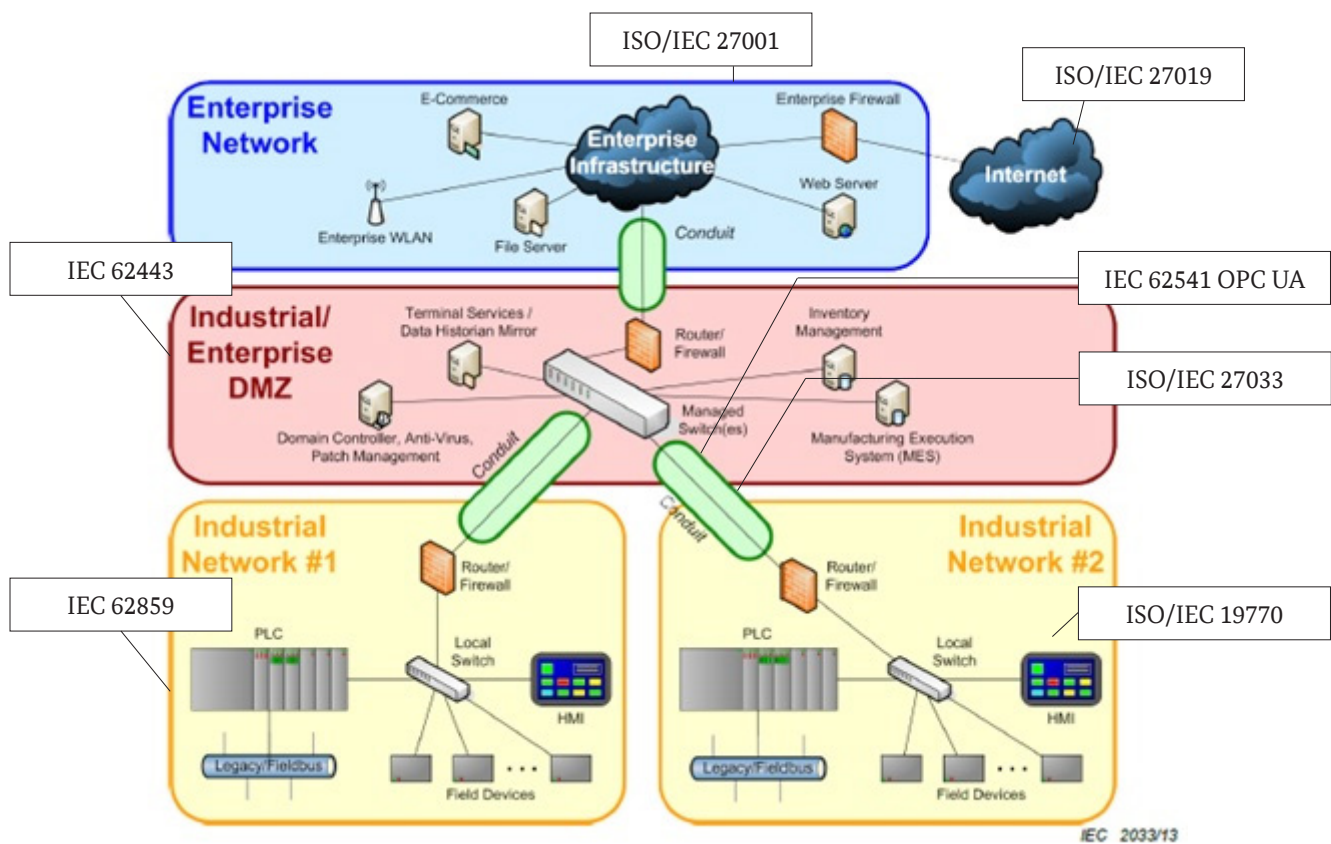 ISO/IEC 27001
ISO/IEC 27019
Enterprise
Network
E-Commerce
Enterprise Firewall
Enterprise
Infrastructure
Internet
Web Server
Enterprise WLAN
File Server
Conduit
IEC 62443
IEC 62541 OPC UA
Industrial/
Enterprise
DMZ
Terminal Services /
Data Historian Mirror
Router/
Firewall
Inventory
Management
ISO/IEC 27033
Managed
Switch(es)
Domain Controller, Anti-Virus,
Patch Management
Manufacturing Execution
System (MES)
Conduit
Conduit
Industrial
Network #1
Industrial
Network #2
Router/
Firewall
Router/
Firewall
IEC 62859
ISO/IEC 19770
PLC
Local
Switch
HMI
PLC
Local
Switch
HMI
Legacy/Fieldbus
Field Devices
Legacy/Fieldbus
Field Devices
IEC 2033/13